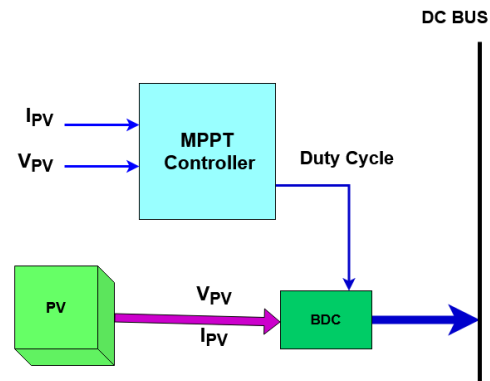 DC BUS
IPV
VPV
MPPT
Controller
Duty Cycle
PV
VPV
IPV
BDC